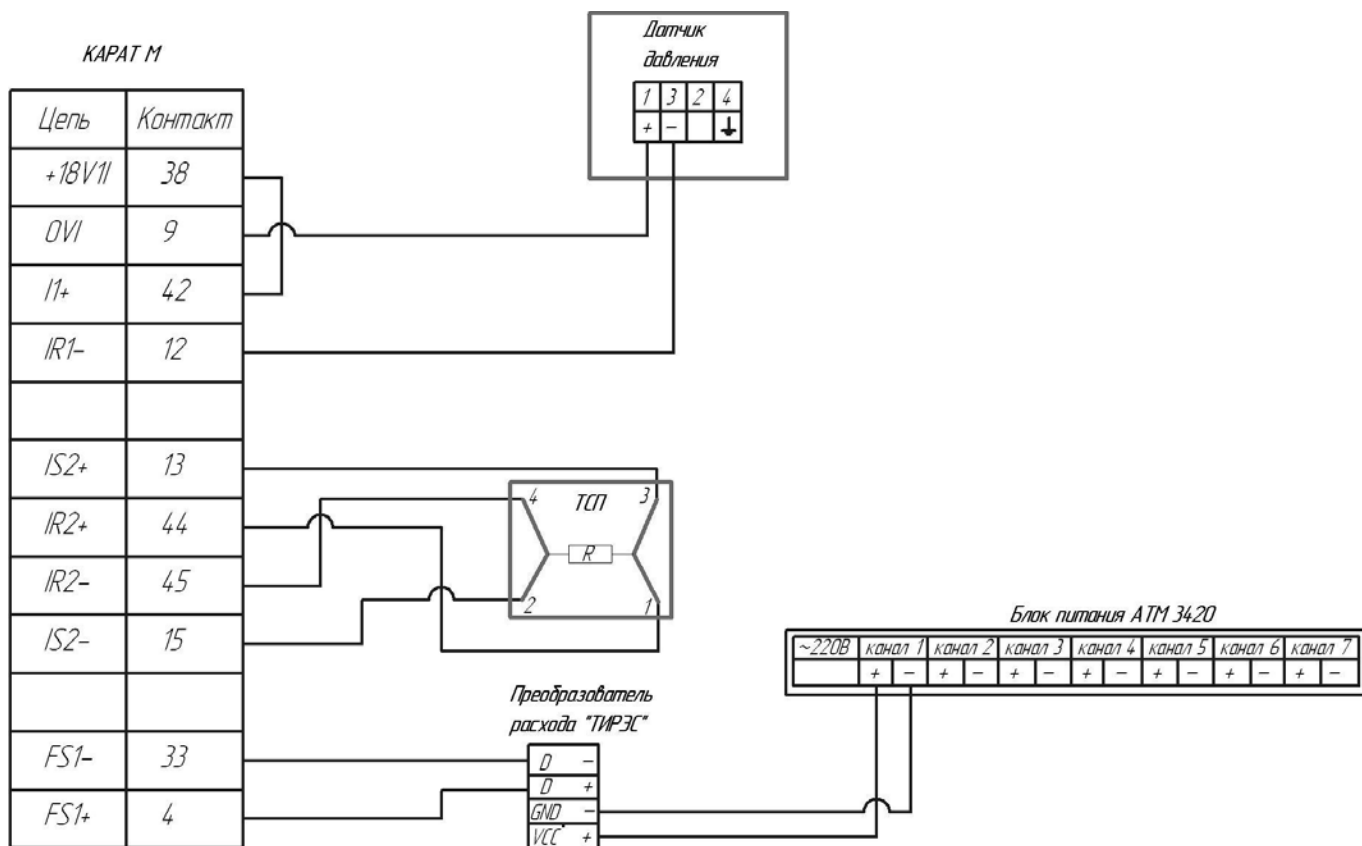 КАРАТ М
Цепь Контакт
+18V1I 38
0VI 9
I1+ 42
IR1- 12
IS2+ 13
IR2+ 44
IR2- 45
IS2- 15
FS1- 33
FS1+ 4
Датчик
давления
1 3 2 4
+ -
4 ТСП 3
R
2 1
Преобразователь
расхода "ТИРЭС"
D -
D +
GND -
VCC +
Блок питания АТМ 3420
~220В канал 1 канал 2 канал 3 канал 4 канал 5 канал 6 канал 7
+ - + - + - + - + - + - + -